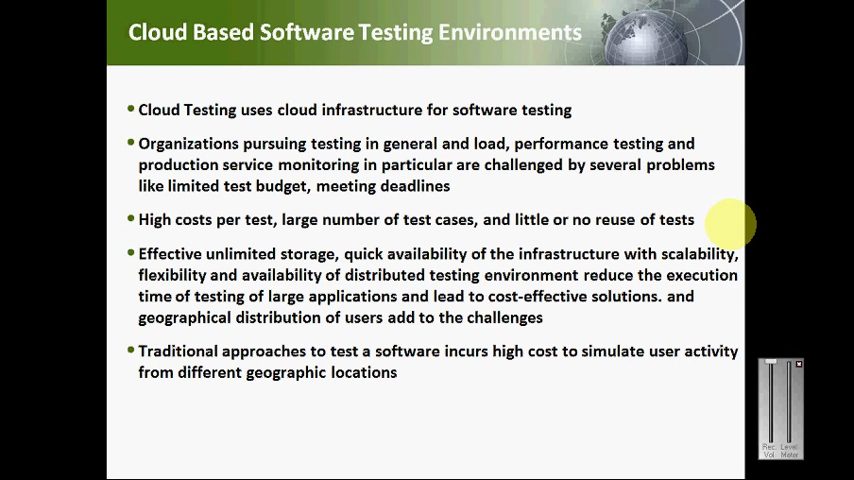 Cloud Based Software Testing Environments
Cloud Testing uses cloud infrastructure for software testing
Organizations pursuing testing in general and load, performance testing and
production service monitoring in particular are challenged by several problems
like limited test budget, meeting deadlines
High costs per test, large number of test cases, and little or no reuse of tests
Effective unlimited storage, quick availability of the infrastructure with scalability,
flexibility and availability of distributed testing environment reduce the execution
time of testing of large applications and lead to cost-effective solutions. and
geographical distribution of users add to the challenges
Traditional approaches to test a software incurs high cost to simulate user activity
from different geographic locations
Rec. Level
Vol Meter